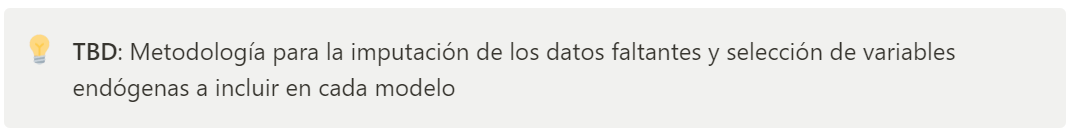 TBD: Metodología para la imputación de los datos faltantes y selección de variables
endógenas a incluir en cada modelo